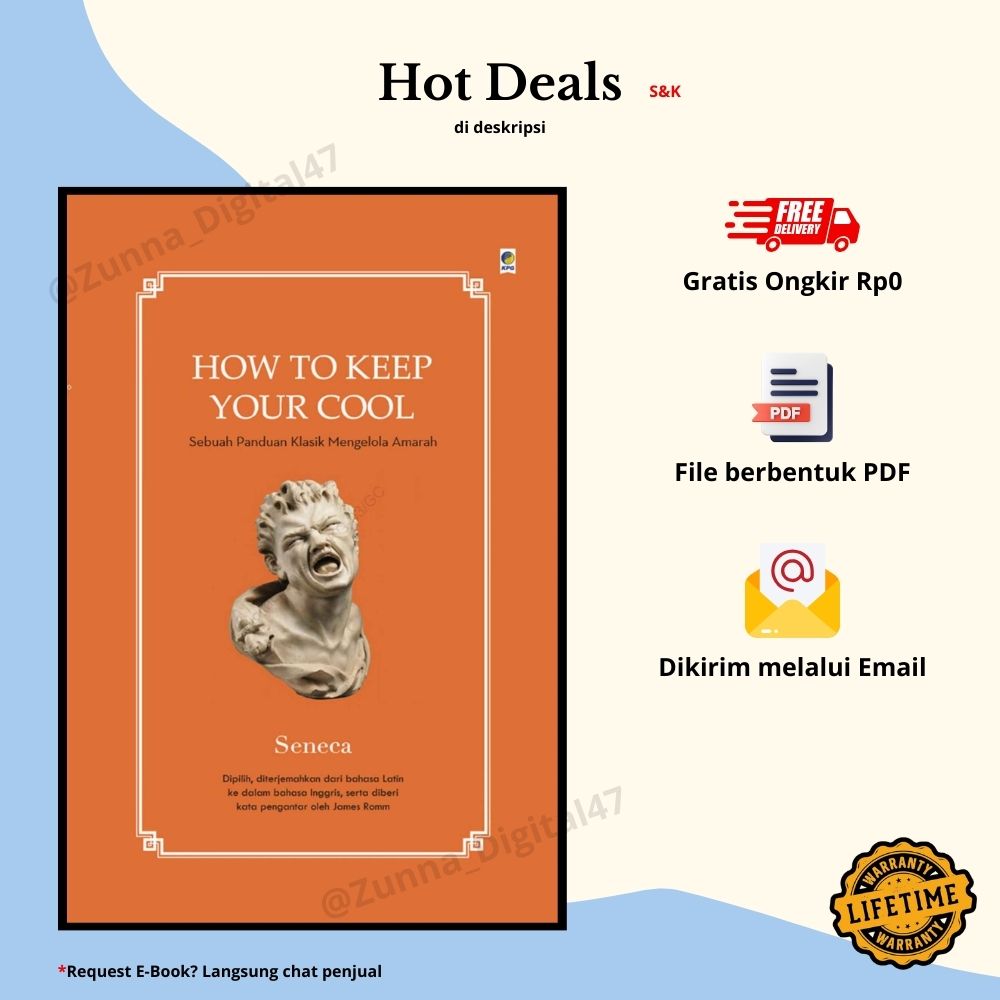 Hot Deals S&K
di deskripsi
@Zunna_Digital47
KPG
HOW TO KEEP
YOUR COOL
Sebuah Panduan Klasik Mengelola Amarah
Seneca
Dipilih, diterjemahkan dari bahasa Latin
ke dalam bahasa Inggris, serta diberi
kata pengantar oleh James Romm
@Zunna_Digital47
FREE
DELIVERY
Gratis Ongkir Rp0
PDF
File berbentuk PDF
@
Dikirim melalui Email
WARRANTY
LIFETIME
WARRANTY
*Request E-Book? Langsung chat penjual